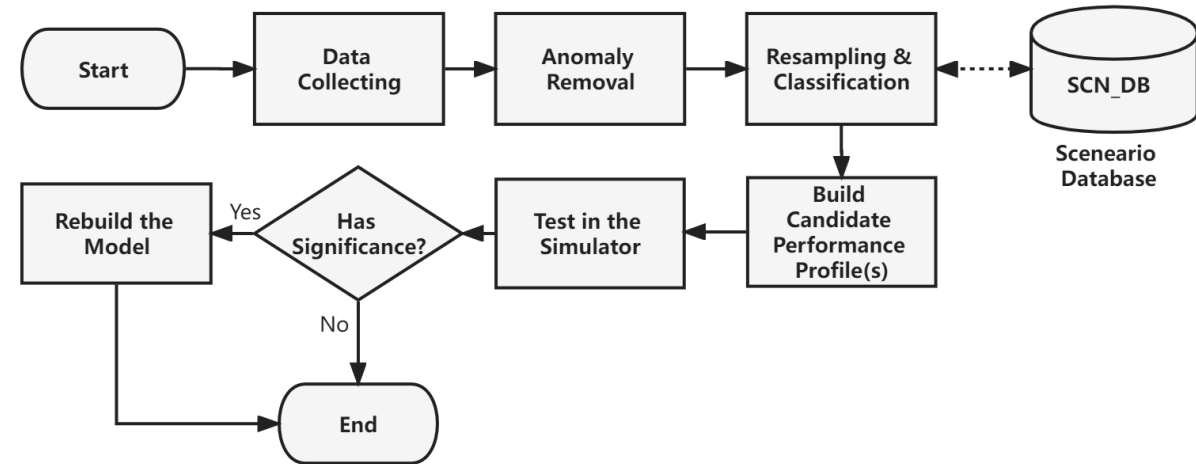 Start
Data
Collecting
Anomaly
Removal
Resampling &
Classification
SCN_DB
Sceneario
Database
Build
Candidate
Performance
Profile(s)
Test in the
Simulator
Has
Significance?
Yes
Rebuild the
Model
No
End